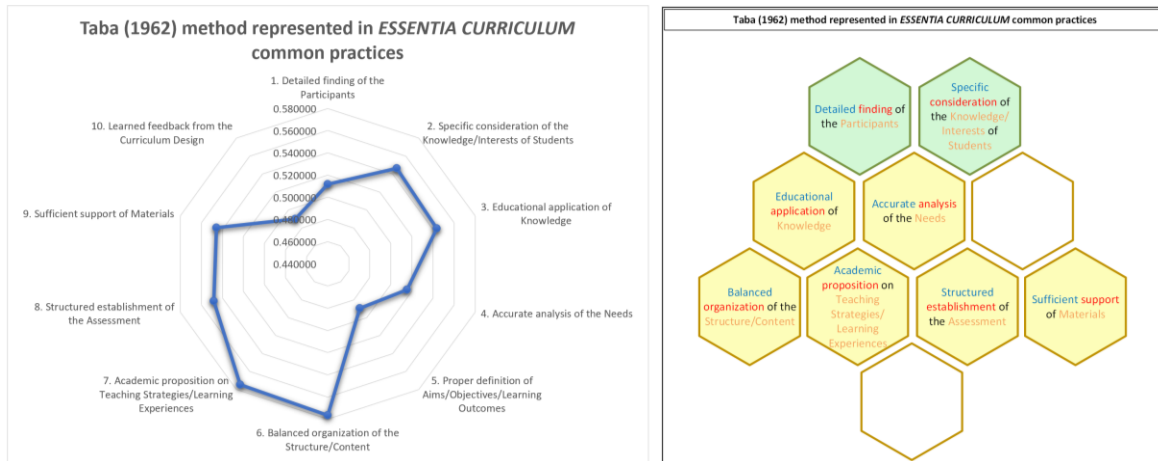 Taba (1962) method represented in ESSENTIA CURRICULUM
common practices
1. Detailed finding of the
Participants
0.580000
0.560000
0.540000
0.520000
0.500000
0.480000
0.460000
0.440000
2. Specific consideration of the
Knowledge/Interests of Students
3. Educational application of
Knowledge
4. Accurate analysis of the Needs
5. Proper definition of
Aims/Objectives/Learning
Outcomes
6. Balanced organization of the
Structure/Content
7. Academic proposition on
Teaching Strategies/Learning
Experiences
8. Structured establishment of
the Assessment
9. Sufficient support of Materials
10. Learned feedback from the
Curriculum Design
Taba (1962) method represented in ESSENTIA CURRICULUM common practices
Detailed finding of
the Participants
Specific
consideration of
the Knowledge/
Interests of
Students
Educational
application of
Knowledge
Accurate analysis
of the Needs
Balanced
organization of the
Structure/Content
Academic
proposition on
Teaching Strategies/
Learning
Experiences
Structured
establishment of
the Assessment
Sufficient support
of Materials